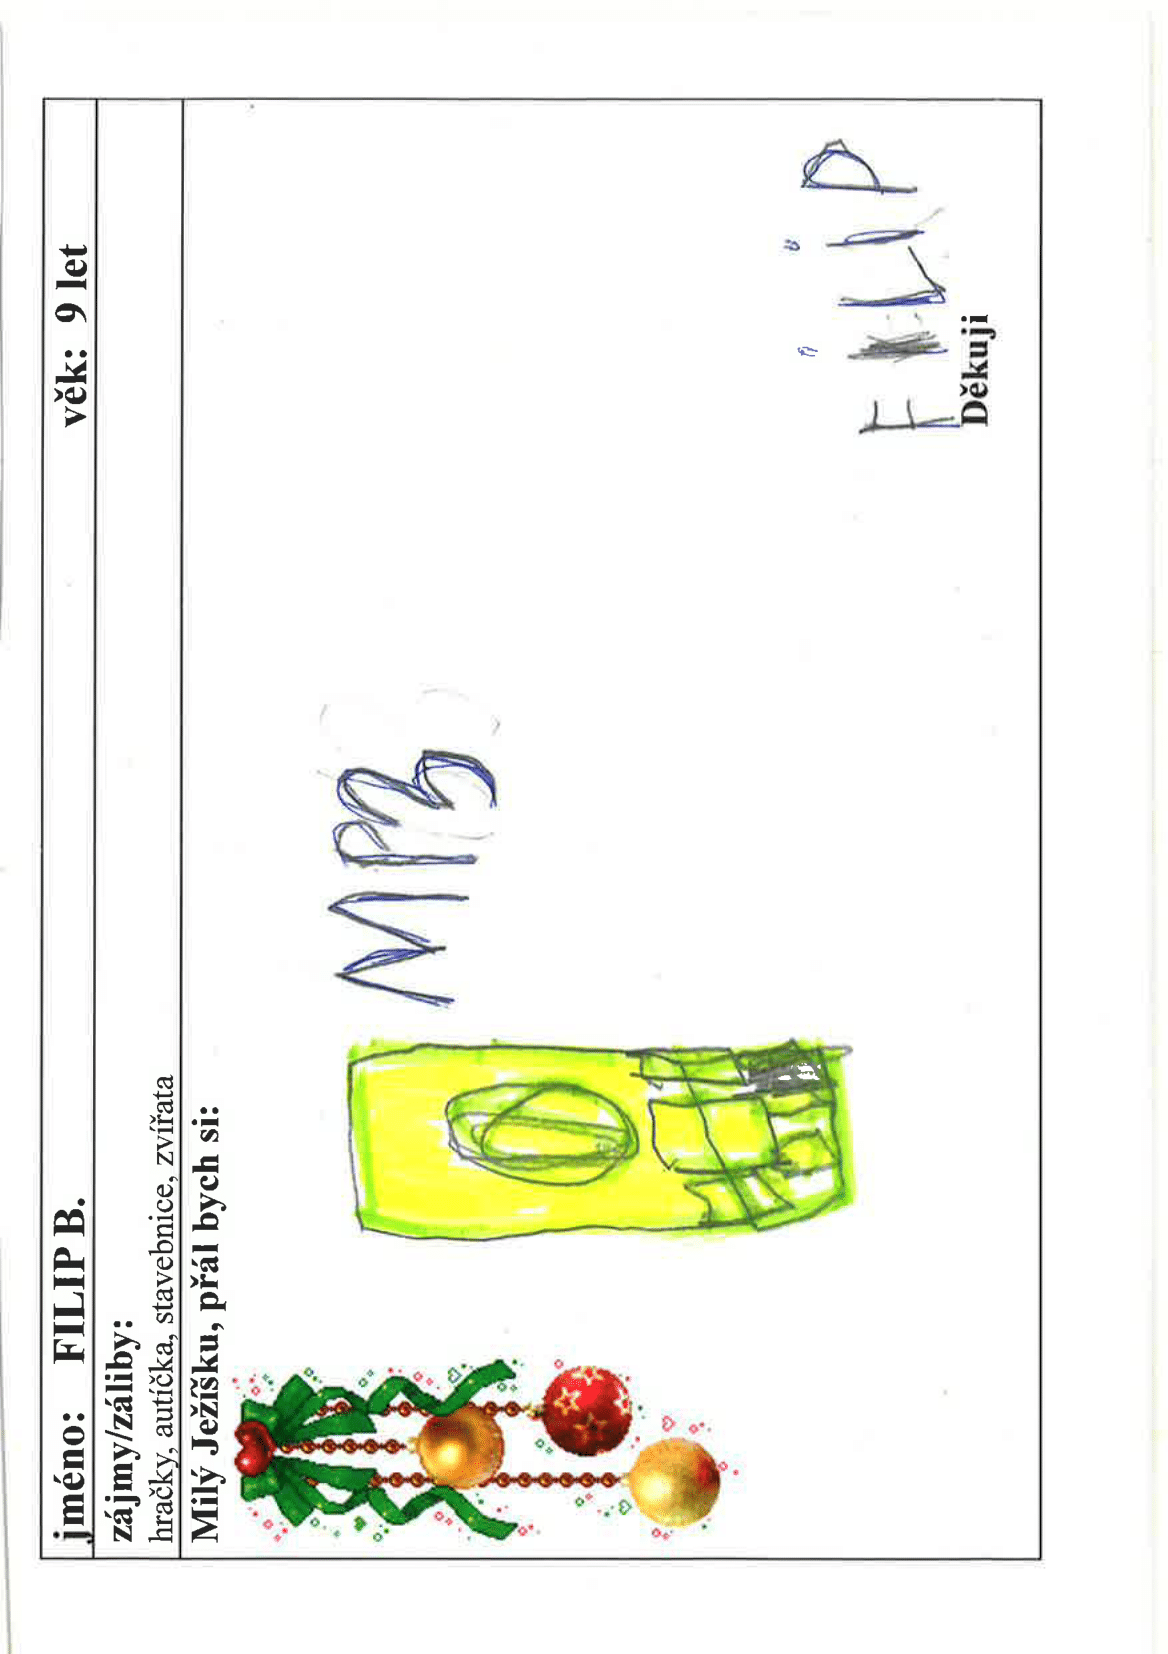 jméno: FILIP B. věk: 9 let
zájmy/záliby:
hračky, autíčka, stavebnice, zvířata
Milý Ježíšku, přál bych si:
MP3
FILIP
Děkuji